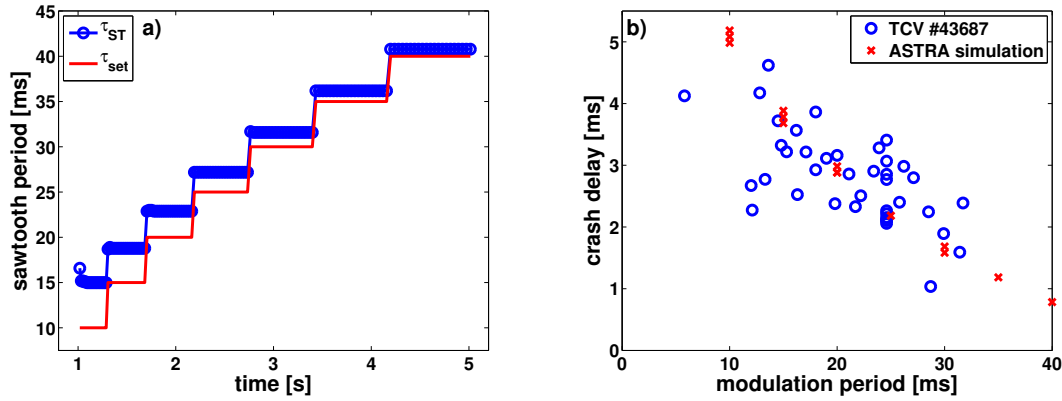 a)
τST
τset
45
40
35
30
25
20
15
10
sawtooth period [ms]
1 2 3 4 5
time [s]
b)
TCV #43687
ASTRA simulation
5
4
3
2
1
0
crash delay [ms]
0 10 20 30 40
modulation period [ms]